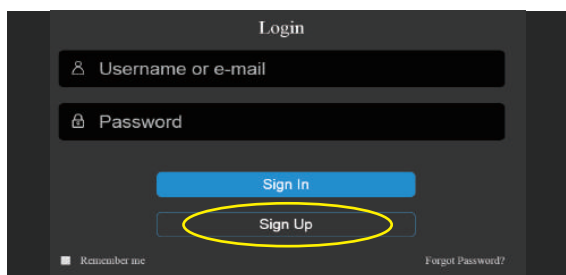 Login
Username or e-mail
Password
Sign In
Sign Up
Remember me Forgot Password?